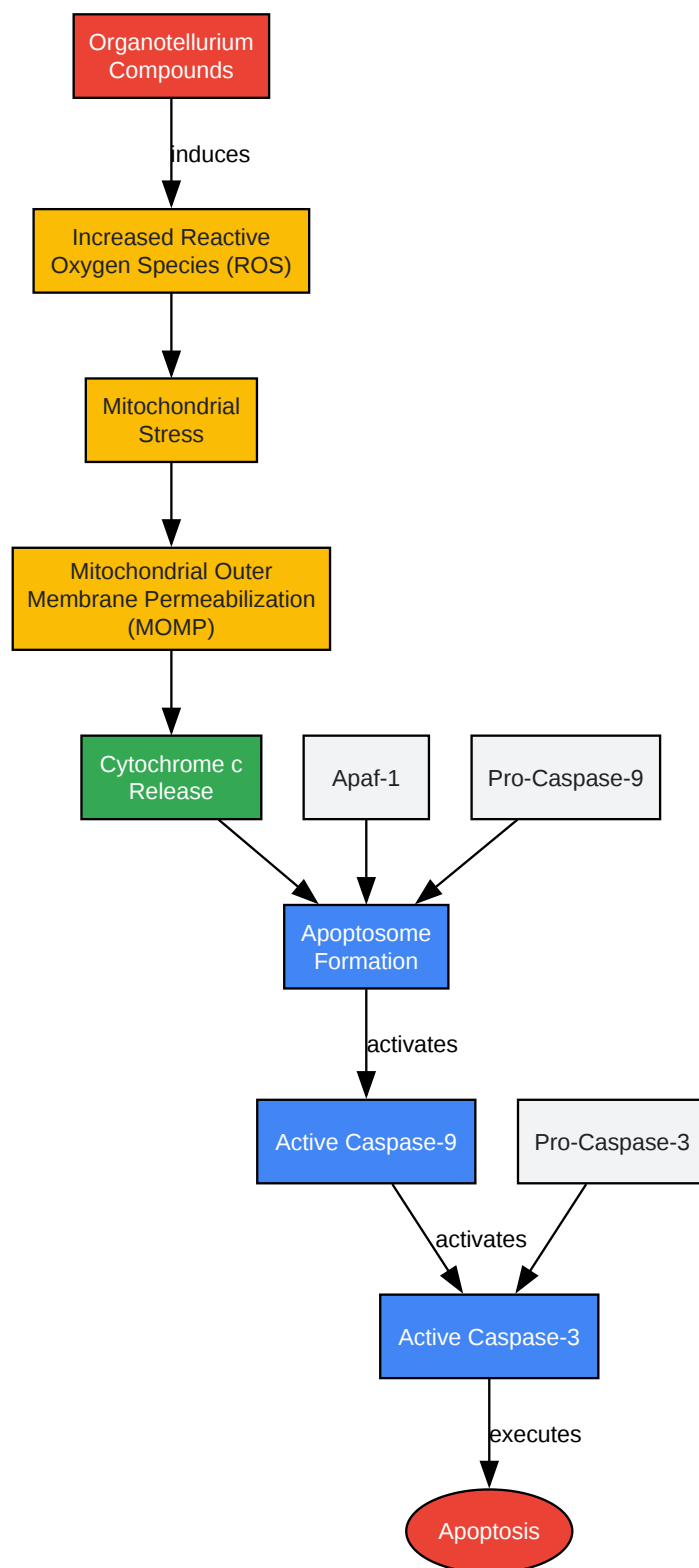 Organotellurium
Compounds
induces
Increased Reactive
Oxygen Species (ROS)
Mitochondrial
Stress
Mitochondrial Outer
Membrane Permeabilization
(MOMP)
Cytochrome c
Release
Apaf-1
Pro-Caspase-9
Apoptosome
Formation
activates
Active Caspase-9
Pro-Caspase-3
activates
Active Caspase-3
executes
Apoptosis